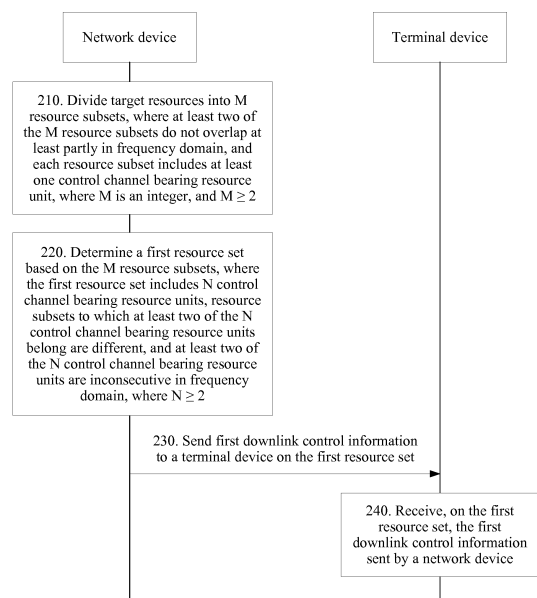 Network device
Terminal device
210. Divide target resources into M
resource subsets, where at least two of
the M resource subsets do not overlap at
least partly in frequency domain, and
each resource subset includes at least
one control channel bearing resource
unit, where M is an integer, and M ≥ 2
220. Determine a first resource set
based on the M resource subsets, where
the first resource set includes N control
channel bearing resource units, resource
subsets to which at least two of the N
control channel bearing resource units
belong are different, and at least two of
the N control channel bearing resource
units are inconsecutive in frequency
domain, where N ≥ 2
230. Send first downlink control information
to a terminal device on the first resource set
240. Receive, on the first
resource set, the first
downlink control information
sent by a network device